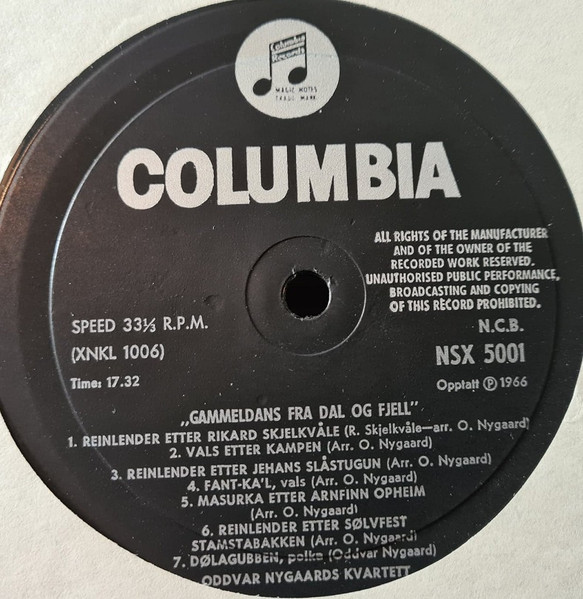 Columbia
Records
MAGIC NOTES
TRADE MARK
COLUMBIA
ALL RIGHTS OF THE MANUFACTURER
AND OF THE OWNER OF THE
RECORDED WORK RESERVED.
UNAUTHORISED PUBLIC PERFORMANCE,
BROADCASTING AND COPYING
OF THIS RECORD PROHIBITED.
SPEED 33⅓ R.P.M.
(XNKL 1006)
Time: 17.32
N.C.B.
NSX 5001
Opptatt Ⓟ 1966
„GAMMELDANS FRA DAL OG FJELL”
1. REINLENDER ETTER RIKARD SKJELKVÅLE (R. Skjelkvåle—arr. O. Nygaard)
2. VALS ETTER KAMPEN (Arr. O. Nygaard)
3. REINLENDER ETTER JEHANS SLÅSTUGUN (Arr. O. Nygaard)
4. FANT-KA'L, vals (Arr. O. Nygaard)
5. MASURKA ETTER ARNFINN OPHEIM
(Arr. O. Nygaard)
6. REINLENDER ETTER SØLVFEST
STAMSTABAKKEN (Arr. O. Nygaard)
7. DØLAGUBBEN, polka (Oddvar Nygaard)
ODDVAR NYGAARDS KVARTETT